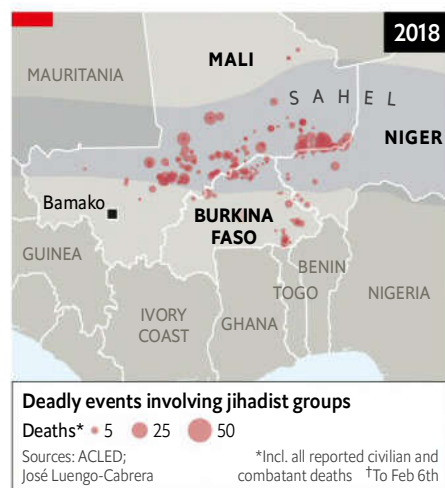 2018
MALI
MAURITANIA
SAHEL
NIGER
Bamako
BURKINA
FASO
GUINEA
BENIN
IVORY
COAST
GHANA
TOGO
NIGERIA
Deadly events involving jihadist groups
Deaths* 5 25 50
Sources: ACLED;
José Luengo-Cabrera
*Incl. all reported civilian and
combatant deaths †To Feb 6th